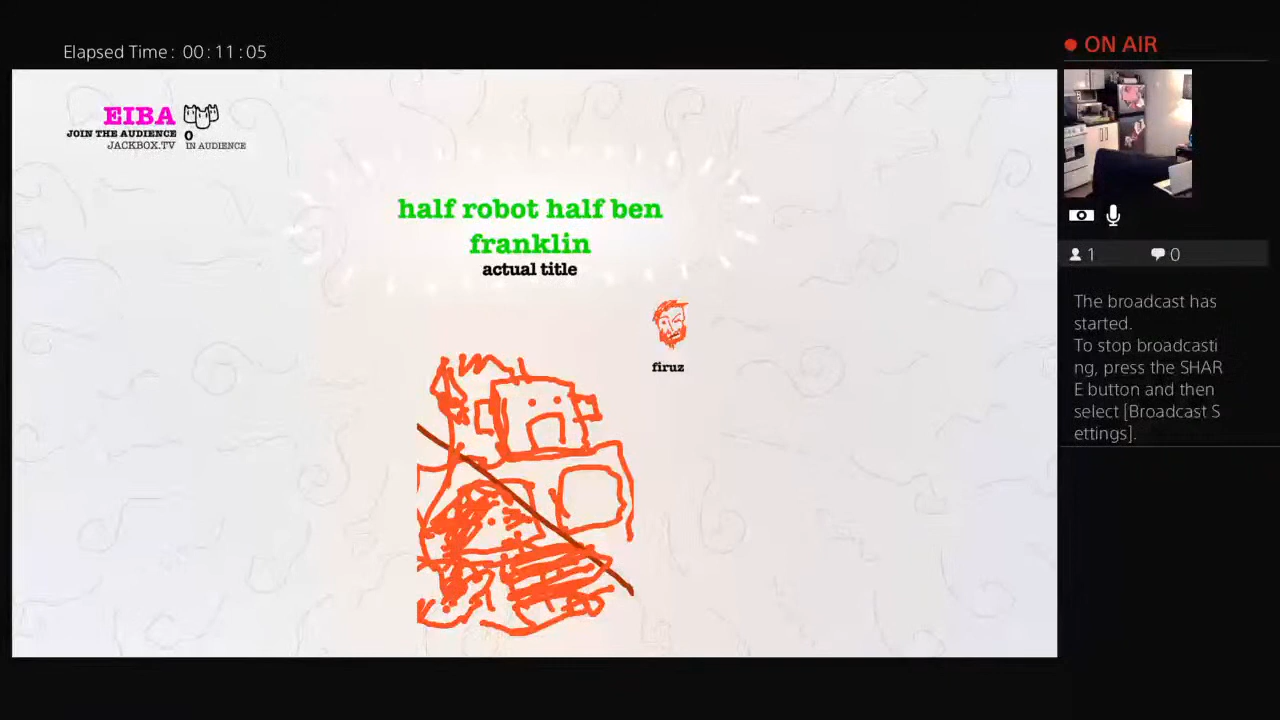 Elapsed Time: 00:11:05
ON AIR
EIBA
JOIN THE AUDIENCE 0
JACKBOX.TV IN AUDIENCE
half robot half ben
franklin
actual title
firuz
1 0
The broadcast has
started.
To stop broadcasti
ng, press the SHAR
E button and then
select [Broadcast S
ettings].